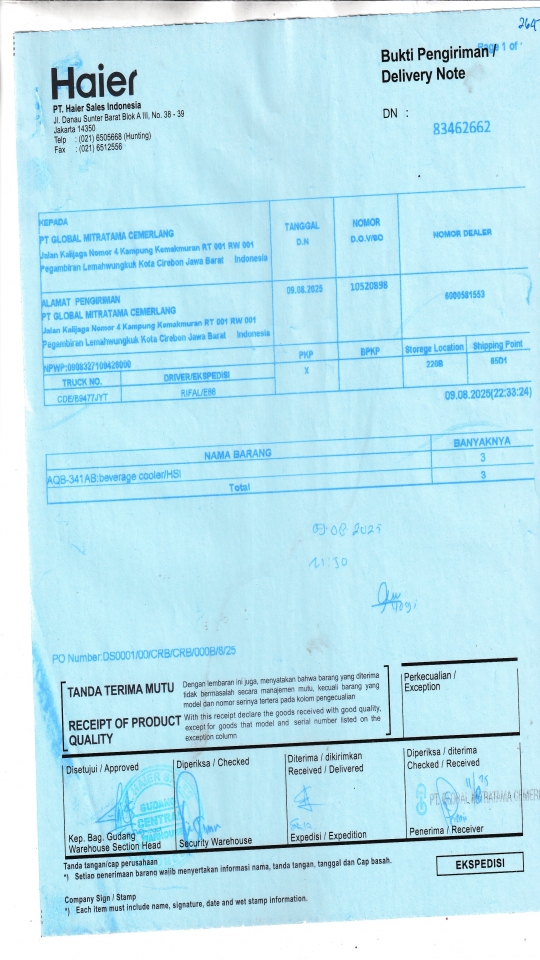 264
Page 1 of
Haier
PT. Haier Sales Indonesia
Jl. Danau Sunter Barat Blok A III, No. 38 - 39
Jakarta 14350
Telp : (021) 6505668 (Hunting)
Fax : (021) 6512556
Bukti Pengiriman /
Delivery Note
DN :
83462662
KEPADA
PT GLOBAL MITRATAMA CEMERLANG
Jalan Kalijaga Nomor 4 Kampung Kemakmuran RT 001 RW 001
Pegambiran Lemahwungkuk Kota Cirebon Jawa Barat Indonesia
TANGGAL
D.N
NOMOR
D.O.V/SO
NOMOR DEALER
ALAMAT PENGIRIMAN
PT GLOBAL MITRATAMA CEMERLANG
Jalan Kalijaga Nomor 4 Kampung Kemakmuran RT 001 RW 001
Pegambiran Lemahwungkuk Kota Cirebon Jawa Barat Indonesia
09.08.2025
10520898
8000581553
NPWP:0908327109426000
PKP
BPKP
Storege Location
Shipping Point
TRUCK NO.
DRIVER/EKSPEDISI
X
220B
65D1
CDE/B9477JYT
RIFAL/E68
09.08.2025(22:33:24)
NAMA BARANG
BANYAKNYA
AQB-341AB:beverage cooler/HSI
3
Total
3
09 08 2025
11:30
Yogi
PO Number:DS0001/00/CRB/CRB/000B/8/25
TANDA TERIMA MUTU
Dengan lembaran ini juga, menyatakan bahwa barang yang diterima
tidak bermasalah secara manajemen mutu, kecuali barang yang
model dan nomor serinya tertera pada kolom pengecualian
RECEIPT OF PRODUCT
QUALITY
With this receipt declare the goods received with good quality,
except for goods that model and serial number listed on the
exception column
Perkecualian /
Exception
Disetujui / Approved
Diperiksa / Checked
Diterima / dikirimkan
Received / Delivered
Diperiksa / diterima
Checked / Received
GUDANG
CENTRAL
PT. GLOBAL MITRATAMA CEMER
Kep. Bag. Gudang
Warehouse Section Head
Security Warehouse
Expedisi / Expedition
Penerima / Receiver
Tanda tangan/cap perusahaan
*) Setiap penerimaan barang wajib menyertakan informasi nama, tanda tangan, tanggal dan Cap basah.
EKSPEDISI
Company Sign / Stamp
*) Each item must include name, signature, date and wet stamp information.